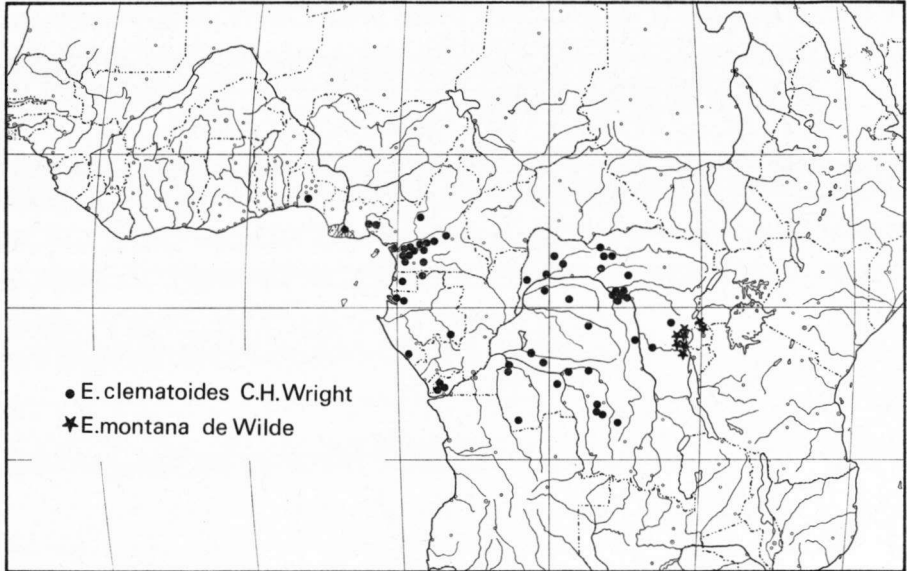 ● E. clematoides C.H. Wright
★ E. montana de Wilde